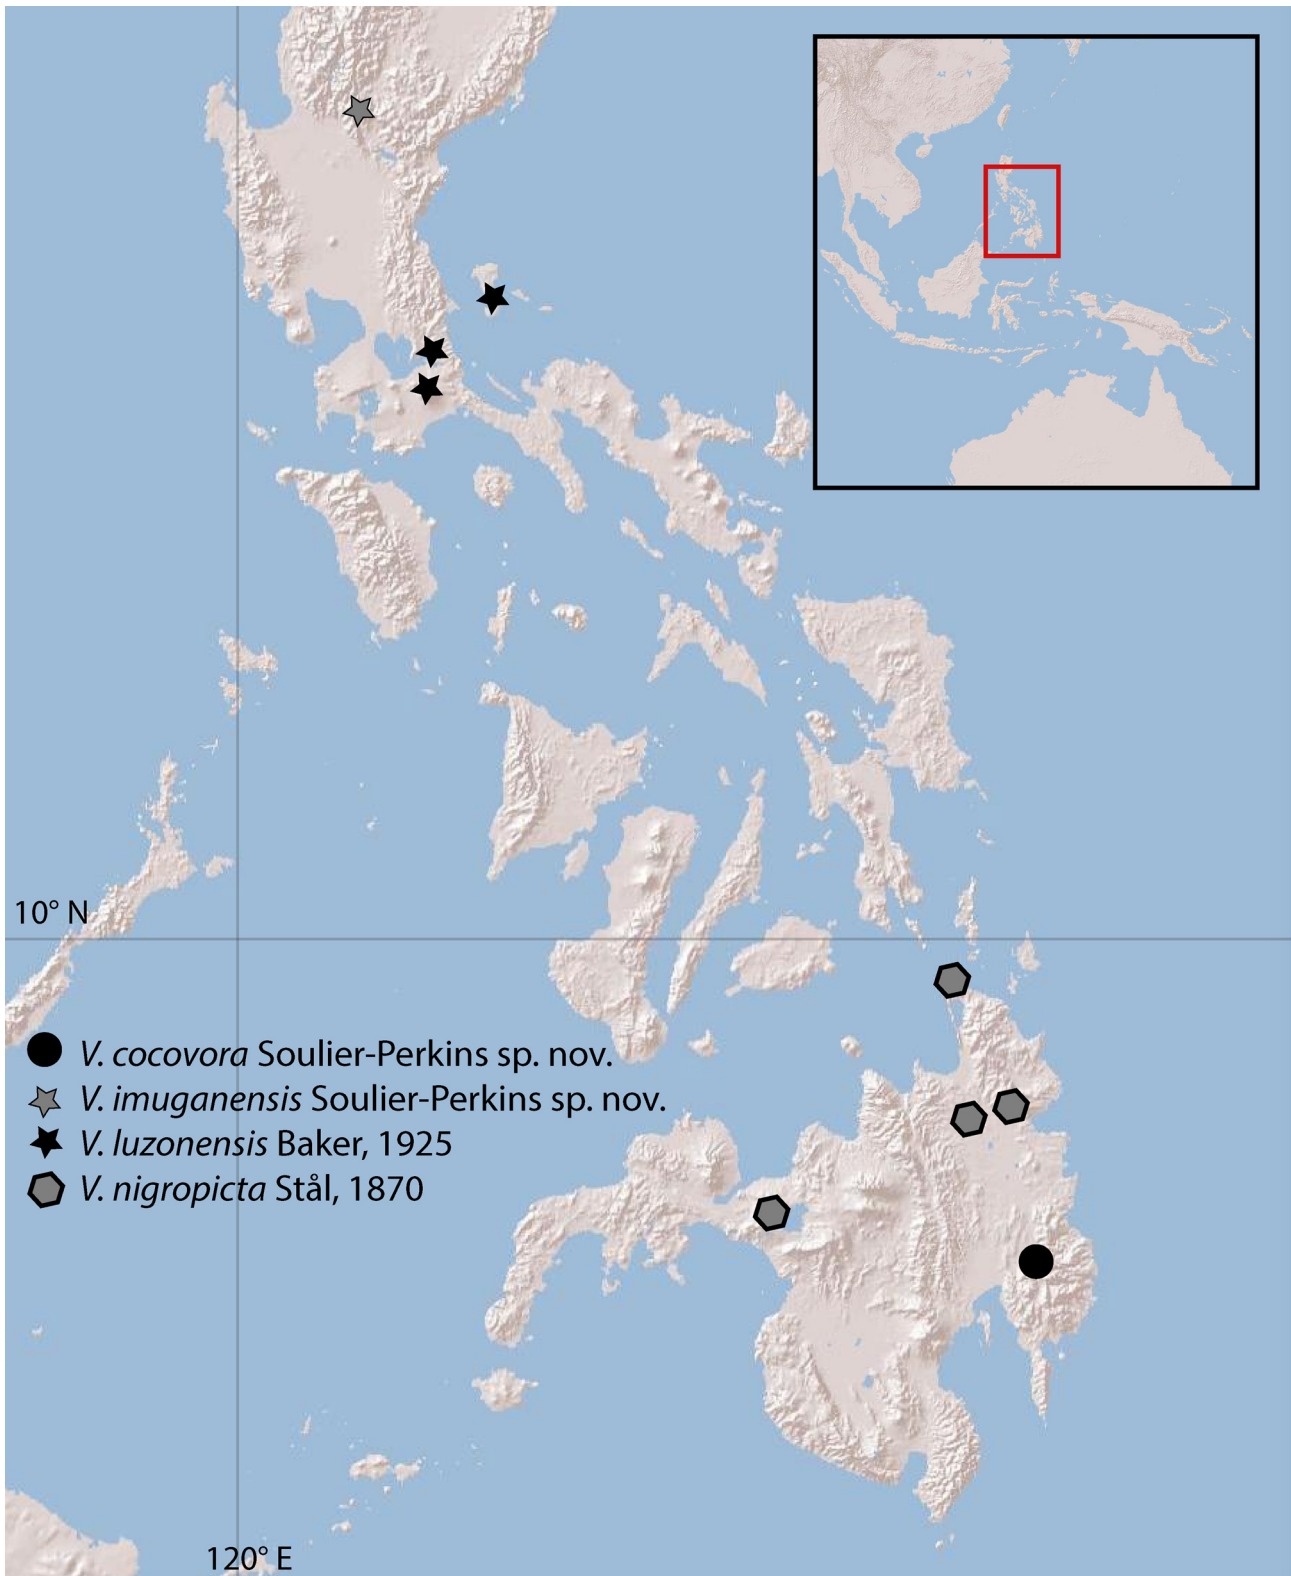 10° N
V. cocovora Soulier-Perkins sp. nov.
V. imuganensis Soulier-Perkins sp. nov.
V. luzonensis Baker, 1925
V. nigropicta Stål, 1870
120° E